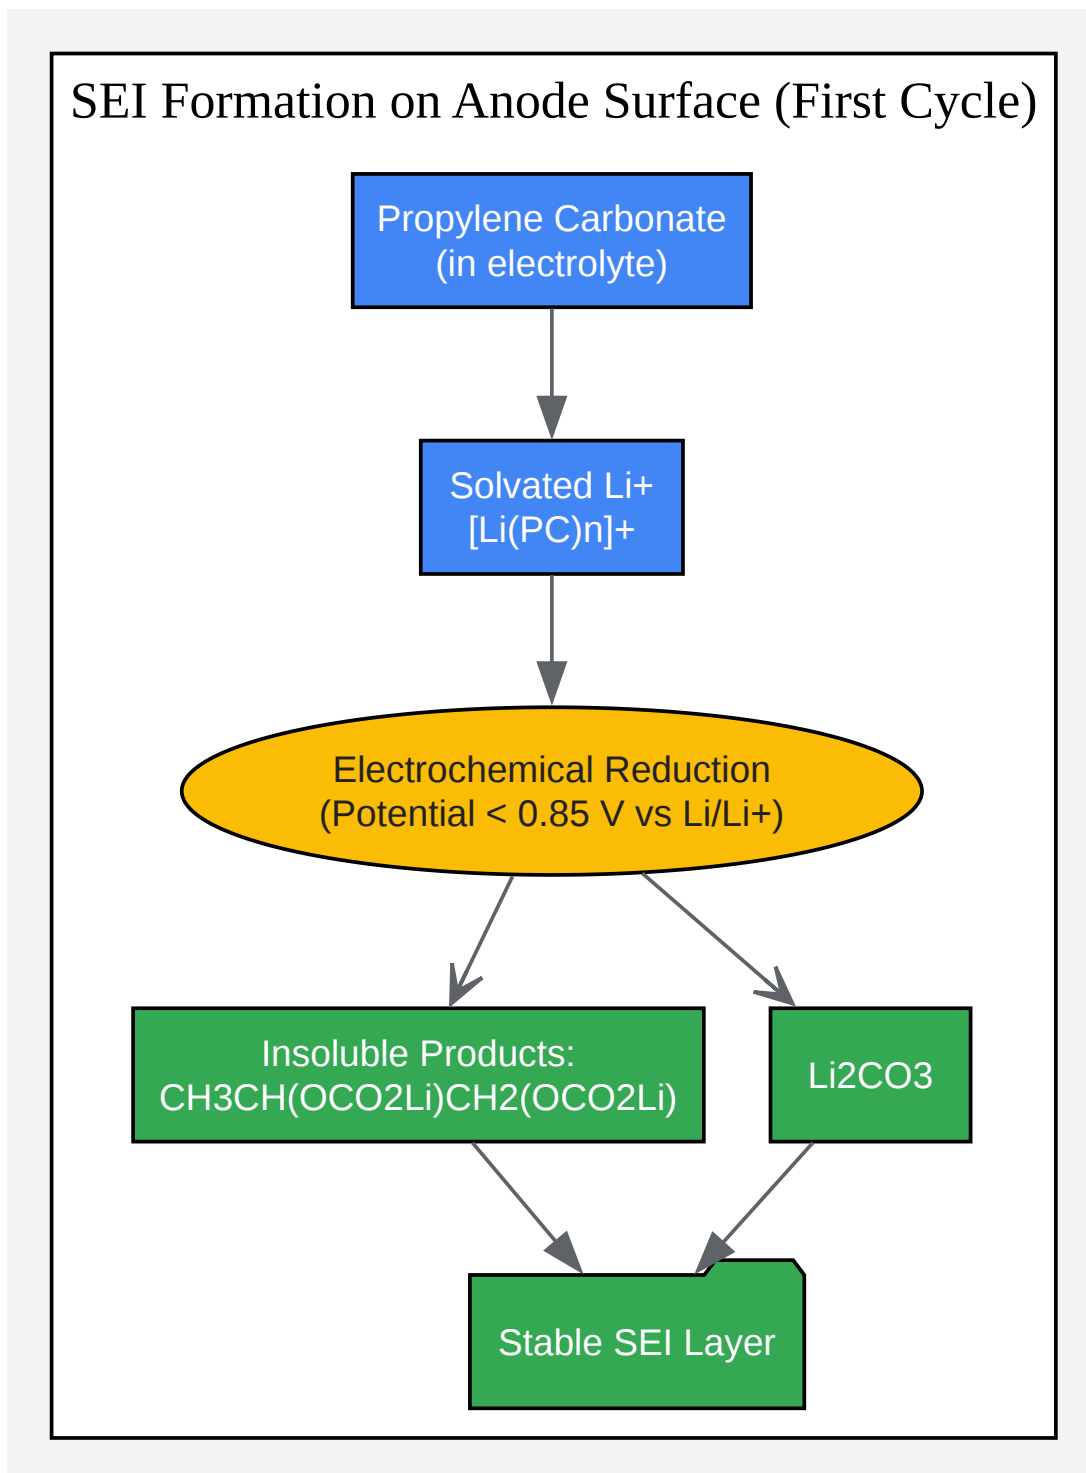 SEI Formation on Anode Surface (First Cycle)
Propylene Carbonate
(in electrolyte)
Solvated Li+
[Li(PC)n]+
Electrochemical Reduction
(Potential < 0.85 V vs Li/Li+)
Insoluble Products:
CH3CH(OCO2Li)CH2(OCO2Li)
Li2CO3
Stable SEI Layer